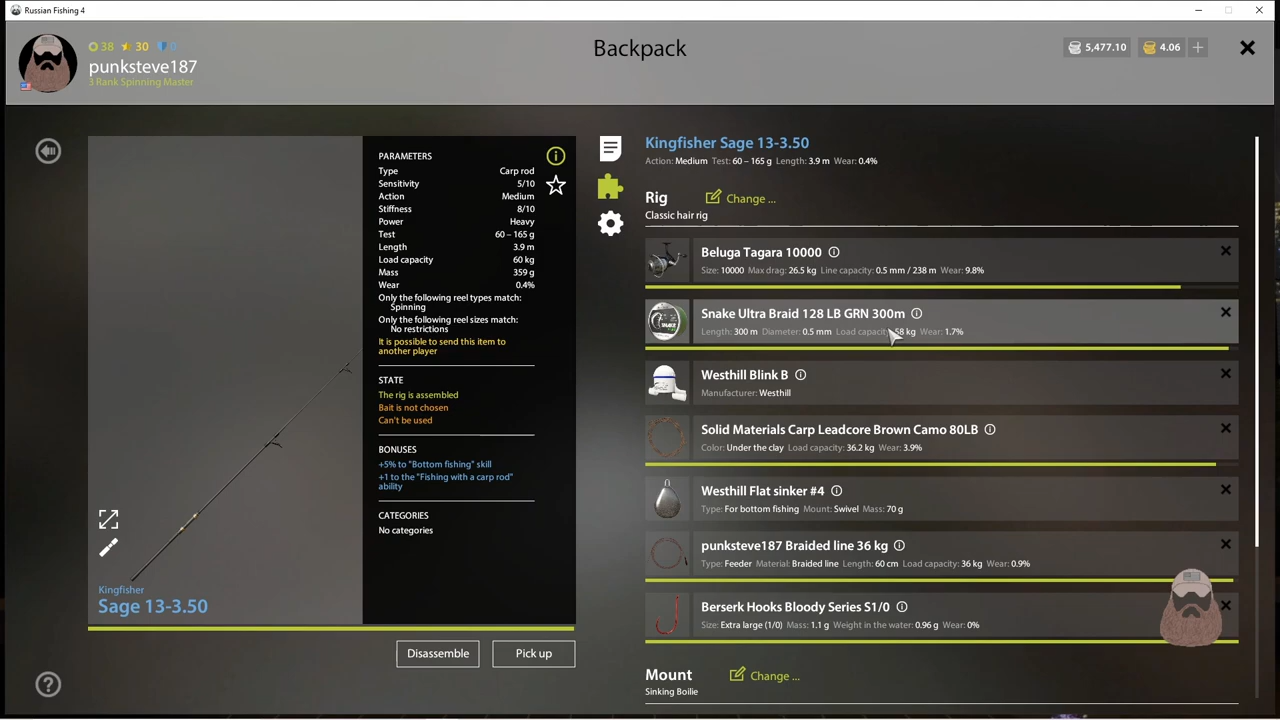 Russian Fishing 4
38 30 0
punksteve187
3 Rank Spinning Master
Backpack
5,477.10 4.06 +
PARAMETERS
Type Carp rod
Sensitivity 5/10
Action Medium
Stiffness 8/10
Power Heavy
Test 60 – 165 g
Length 3.9 m
Load capacity 60 kg
Mass 359 g
Wear 0.4%
Only the following reel types match:
Spinning
Only the following reel sizes match:
No restrictions
It is possible to send this item to
another player
STATE
The rig is assembled
Bait is not chosen
Can't be used
BONUSES
+5% to "Bottom fishing" skill
+1 to the "Fishing with a carp rod"
ability
CATEGORIES
No categories
Kingfisher
Sage 13-3.50
Disassemble
Pick up
Kingfisher Sage 13-3.50
Action: Medium Test: 60 – 165 g Length: 3.9 m Wear: 0.4%
Rig Change ...
Classic hair rig
Beluga Tagara 10000
Size: 10000 Max drag: 26.5 kg Line capacity: 0.5 mm / 238 m Wear: 9.8%
Snake Ultra Braid 128 LB GRN 300m
Length: 300 m Diameter: 0.5 mm Load capacity: 58 kg Wear: 1.7%
Westhill Blink B
Manufacturer: Westhill
Solid Materials Carp Leadcore Brown Camo 80LB
Color: Under the clay Load capacity: 36.2 kg Wear: 3.9%
Westhill Flat sinker #4
Type: For bottom fishing Mount: Swivel Mass: 70 g
punksteve187 Braided line 36 kg
Type: Feeder Material: Braided line Length: 60 cm Load capacity: 36 kg Wear: 0.9%
Berserk Hooks Bloody Series S1/0
Size: Extra large (1/0) Mass: 1.1 g Weight in the water: 0.96 g Wear: 0%
Mount Change ...
Sinking Boilie